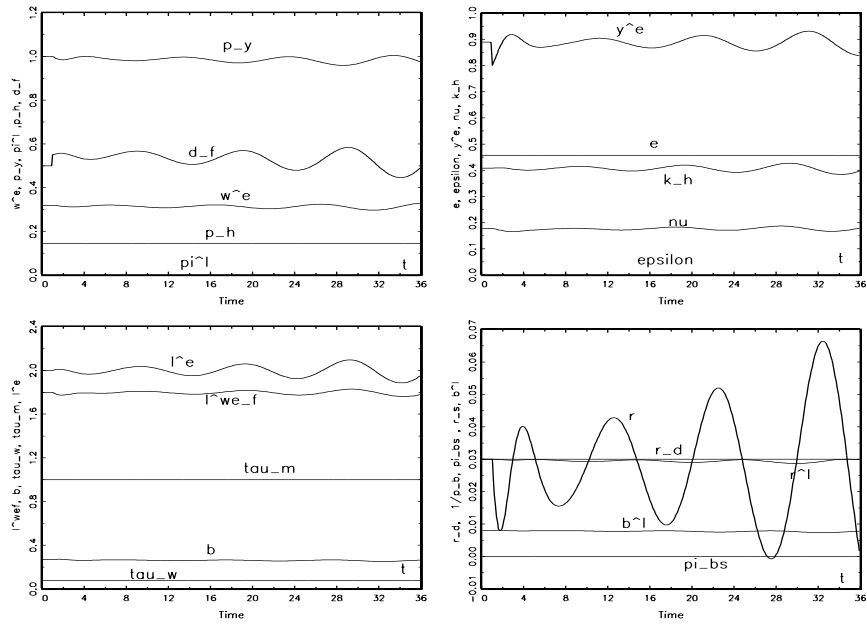 w^e, p_y, pi^l ,p_h, d_f
0.0 0.2 0.4 0.6 0.8 1.0 1.2
p_y
d_f
w^e
p_h
pi^l
t
0 4 8 12 16 20 24 28 32 36
Time
e, epsilon, y^e, nu, k_h
0.0 0.1 0.2 0.3 0.4 0.5 0.6 0.7 0.8 0.9 1.0
y^e
e
k_h
nu
epsilon
t
0 4 8 12 16 20 24 28 32 36
Time
l^wef, b, tau_w, tau_m, l^e
0.0 0.4 0.8 1.2 1.6 2.0 2.4
l^e
l^we_f
tau_m
b
tau_w
t
0 4 8 12 16 20 24 28 32 36
Time
r_d, 1/p_b, pi_bs , r_s, b^l
-0.01 0.00 0.01 0.02 0.03 0.04 0.05 0.06 0.07
r
r_d
r^l
b^l
pi_bs
t
0 4 8 12 16 20 24 28 32 36
Time